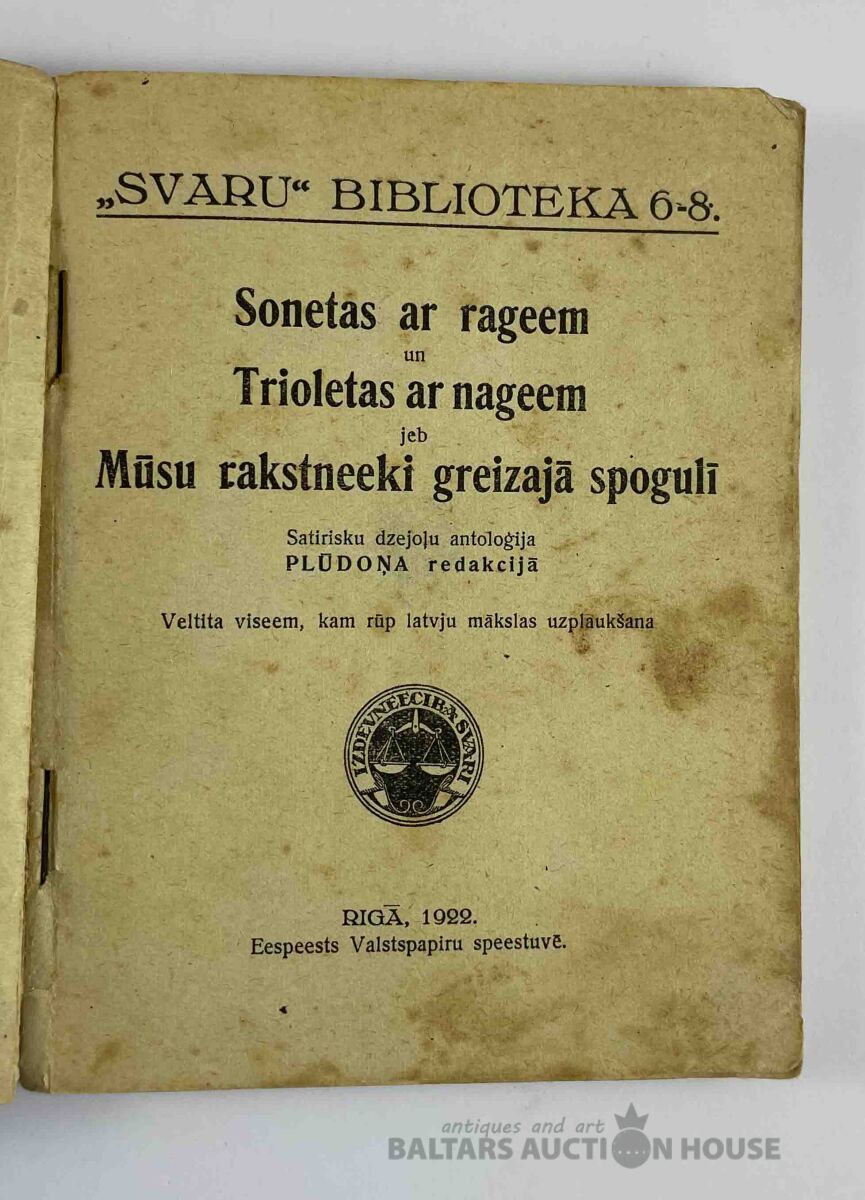 „SVARU“ BIBLIOTEKA 6-8.
Sonetas ar rageem
un
Trioletas ar nageem
jeb
Mūsu rakstneeki greizajā spogulī
Satirisku dzejoļu antoloģija
PLŪDOŅA redakcijā
Veltita viseem, kam rūp latvju mākslas uzplaukšana
IZDEVNEECIBA SVARI
RIGĀ, 1922.
Eespeests Valstspapiru speestuvē.
antiques and art
BALTARS AUCTION HOUSE